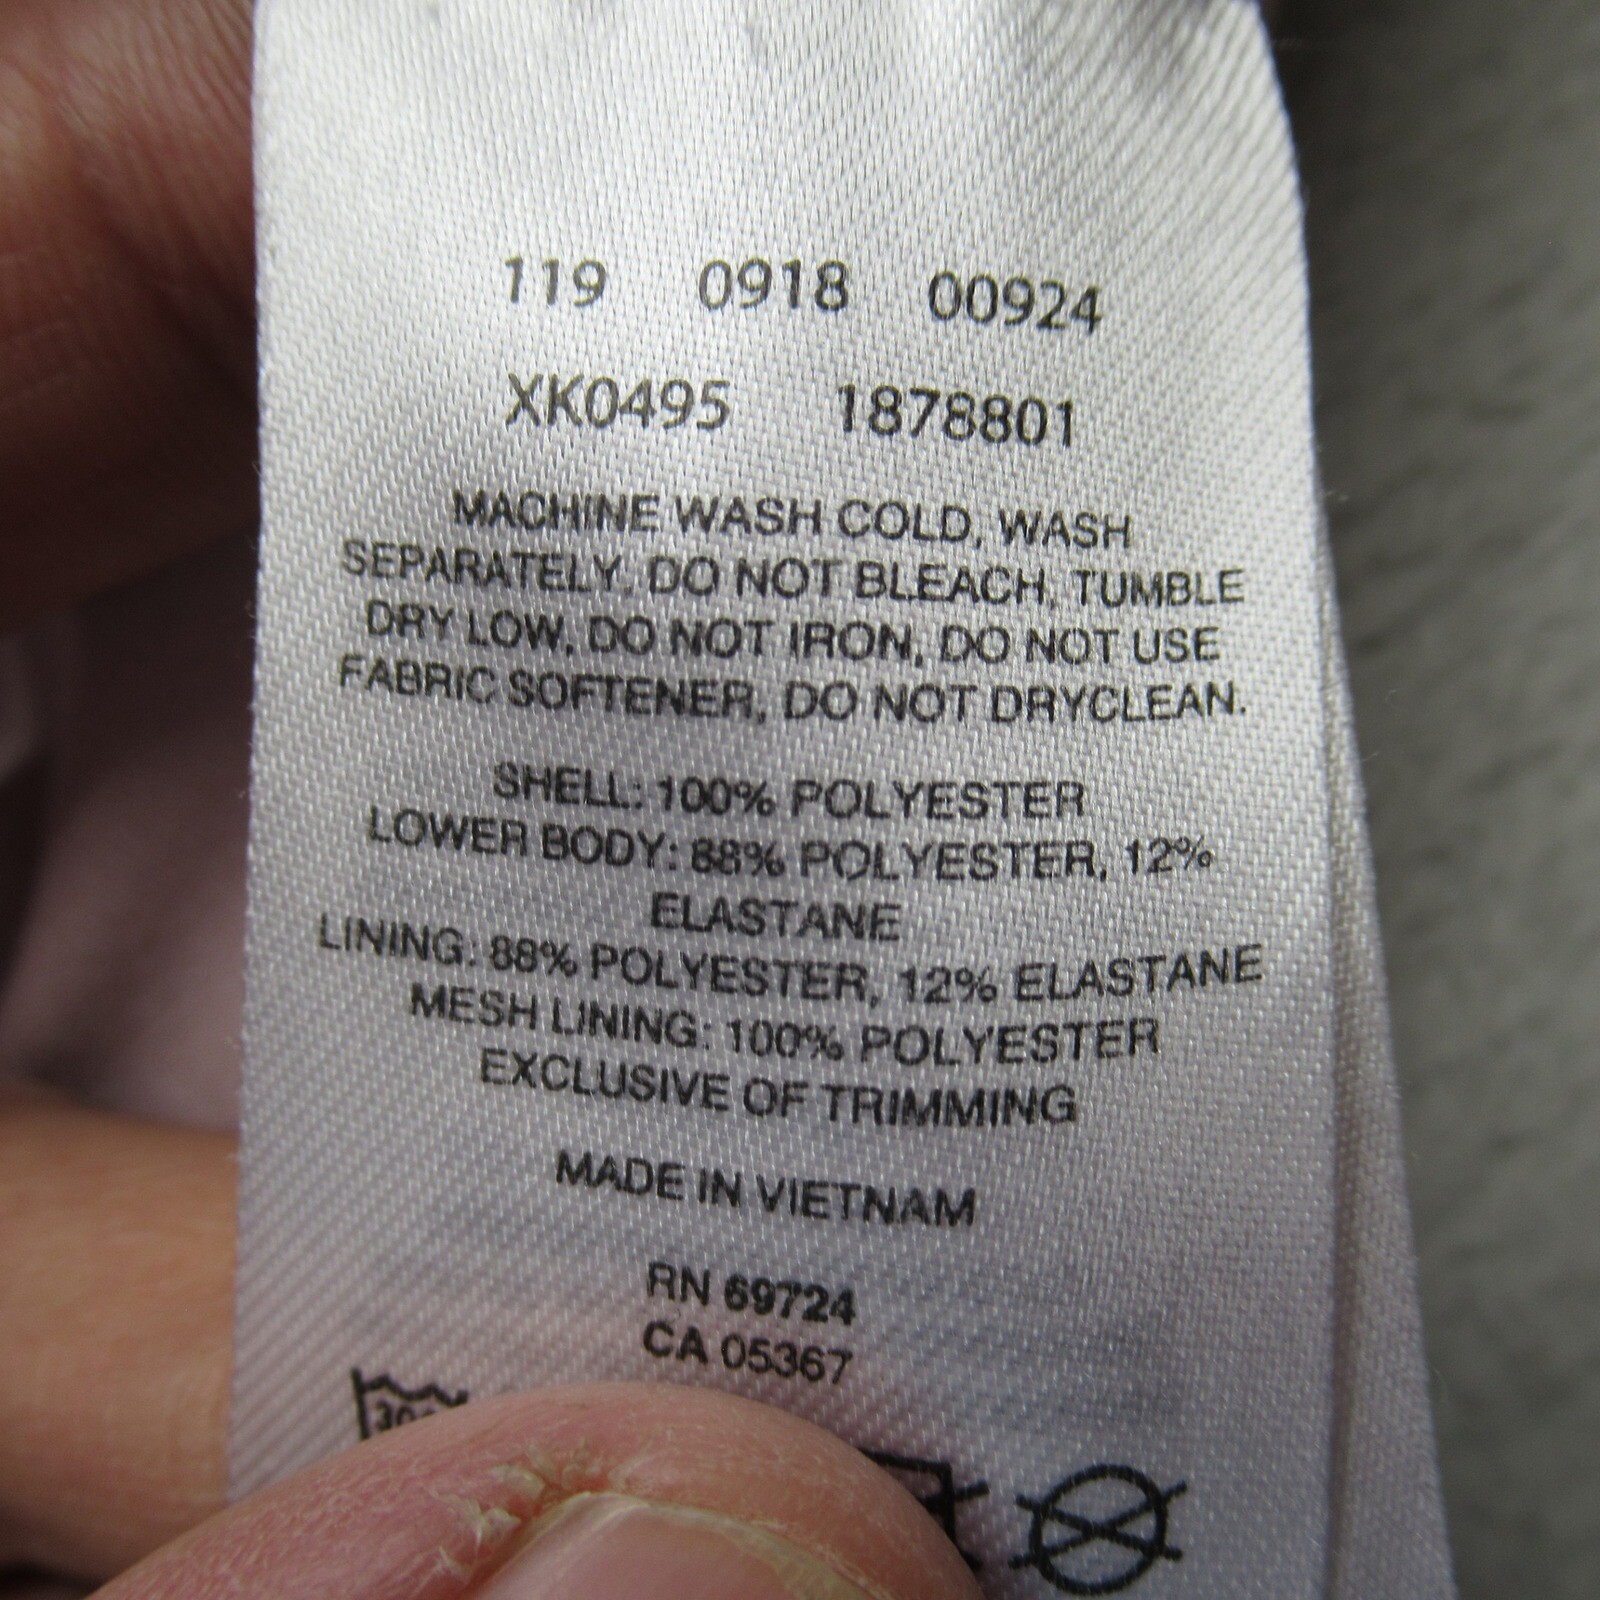 119 0918 00924
XK0495 1878801
MACHINE WASH COLD, WASH
SEPARATELY, DO NOT BLEACH, TUMBLE
DRY LOW, DO NOT IRON, DO NOT USE
FABRIC SOFTENER, DO NOT DRYCLEAN.
SHELL: 100% POLYESTER
LOWER BODY: 88% POLYESTER, 12%
ELASTANE
LINING: 88% POLYESTER, 12% ELASTANE
MESH LINING: 100% POLYESTER
EXCLUSIVE OF TRIMMING
MADE IN VIETNAM
RN 69724
CA 05367
30°